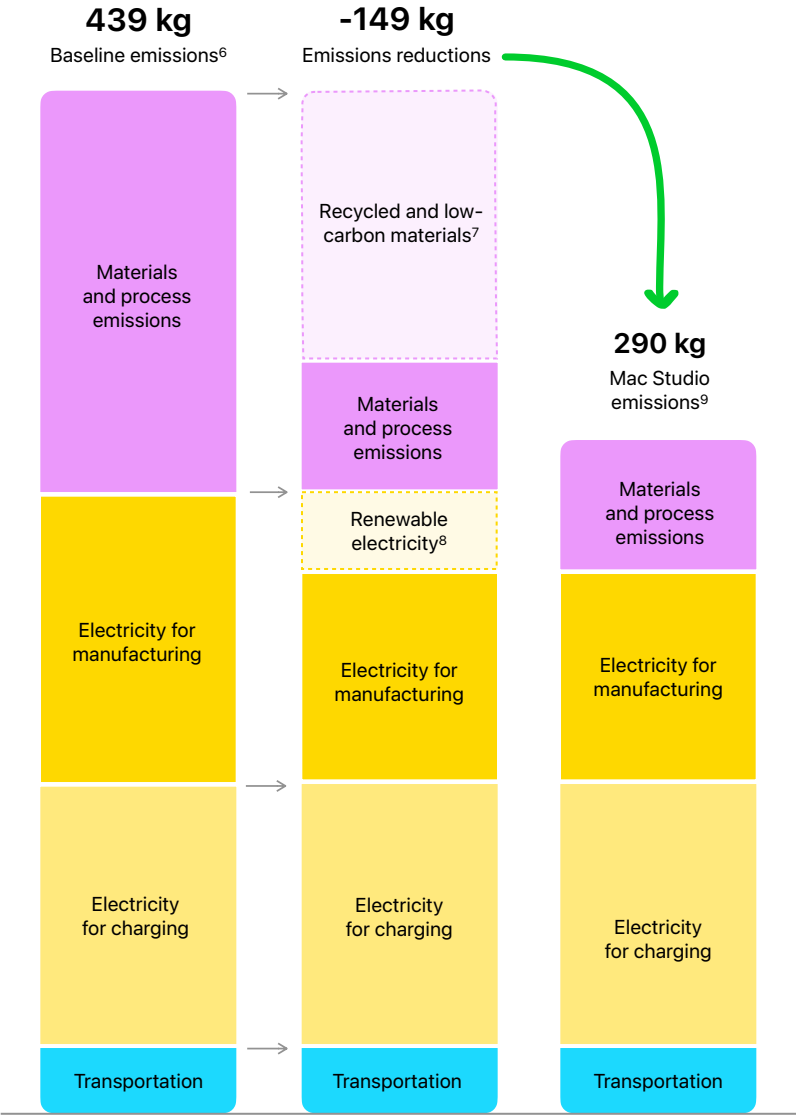 439 kg
Baseline emissions⁶
Materials
and process
emissions
Electricity for
manufacturing
Electricity
for charging
Transportation
-149 kg
Emissions reductions
Recycled and low-
carbon materials⁷
Materials
and process
emissions
Renewable
electricity⁸
Electricity for
manufacturing
Electricity
for charging
Transportation
290 kg
Mac Studio
emissions⁹
Materials
and process
emissions
Electricity for
manufacturing
Electricity
for charging
Transportation